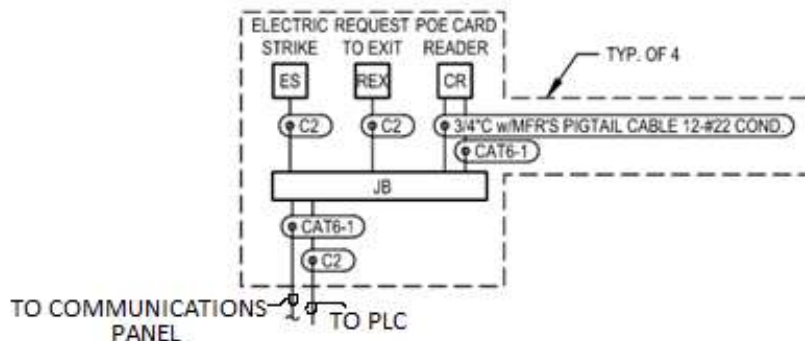 ELECTRIC REQUEST POE CARD
STRIKE TO EXIT READER
TYP. OF 4
ES REX CR
C2 C2 3/4"C w/MFR'S PIGTAIL CABLE 12-#22 COND.
CAT6-1
JB
CAT6-1
C2
TO COMMUNICATIONS
PANEL
TO PLC